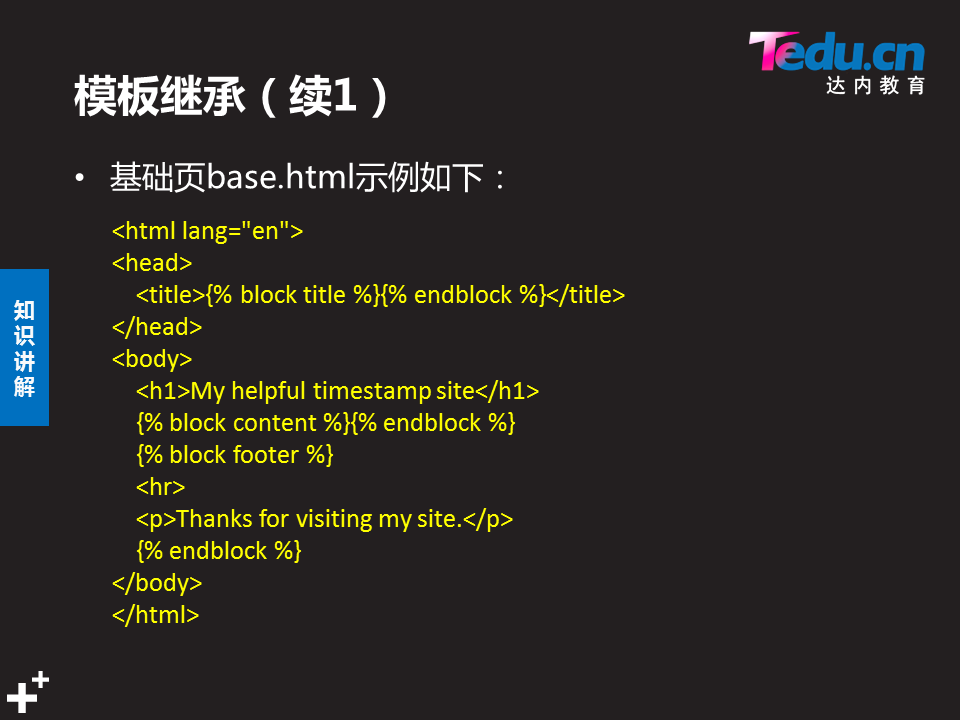 Tedu.cn
达内教育
模板继承（续1）
• 基础页base.html示例如下：
<html lang="en">
<head>
<title>{% block title %}{% endblock %}</title>
</head>
<body>
<h1>My helpful timestamp site</h1>
{% block content %}{% endblock %}
{% block footer %}
<hr>
<p>Thanks for visiting my site.</p>
{% endblock %}
</body>
</html>
知识讲解